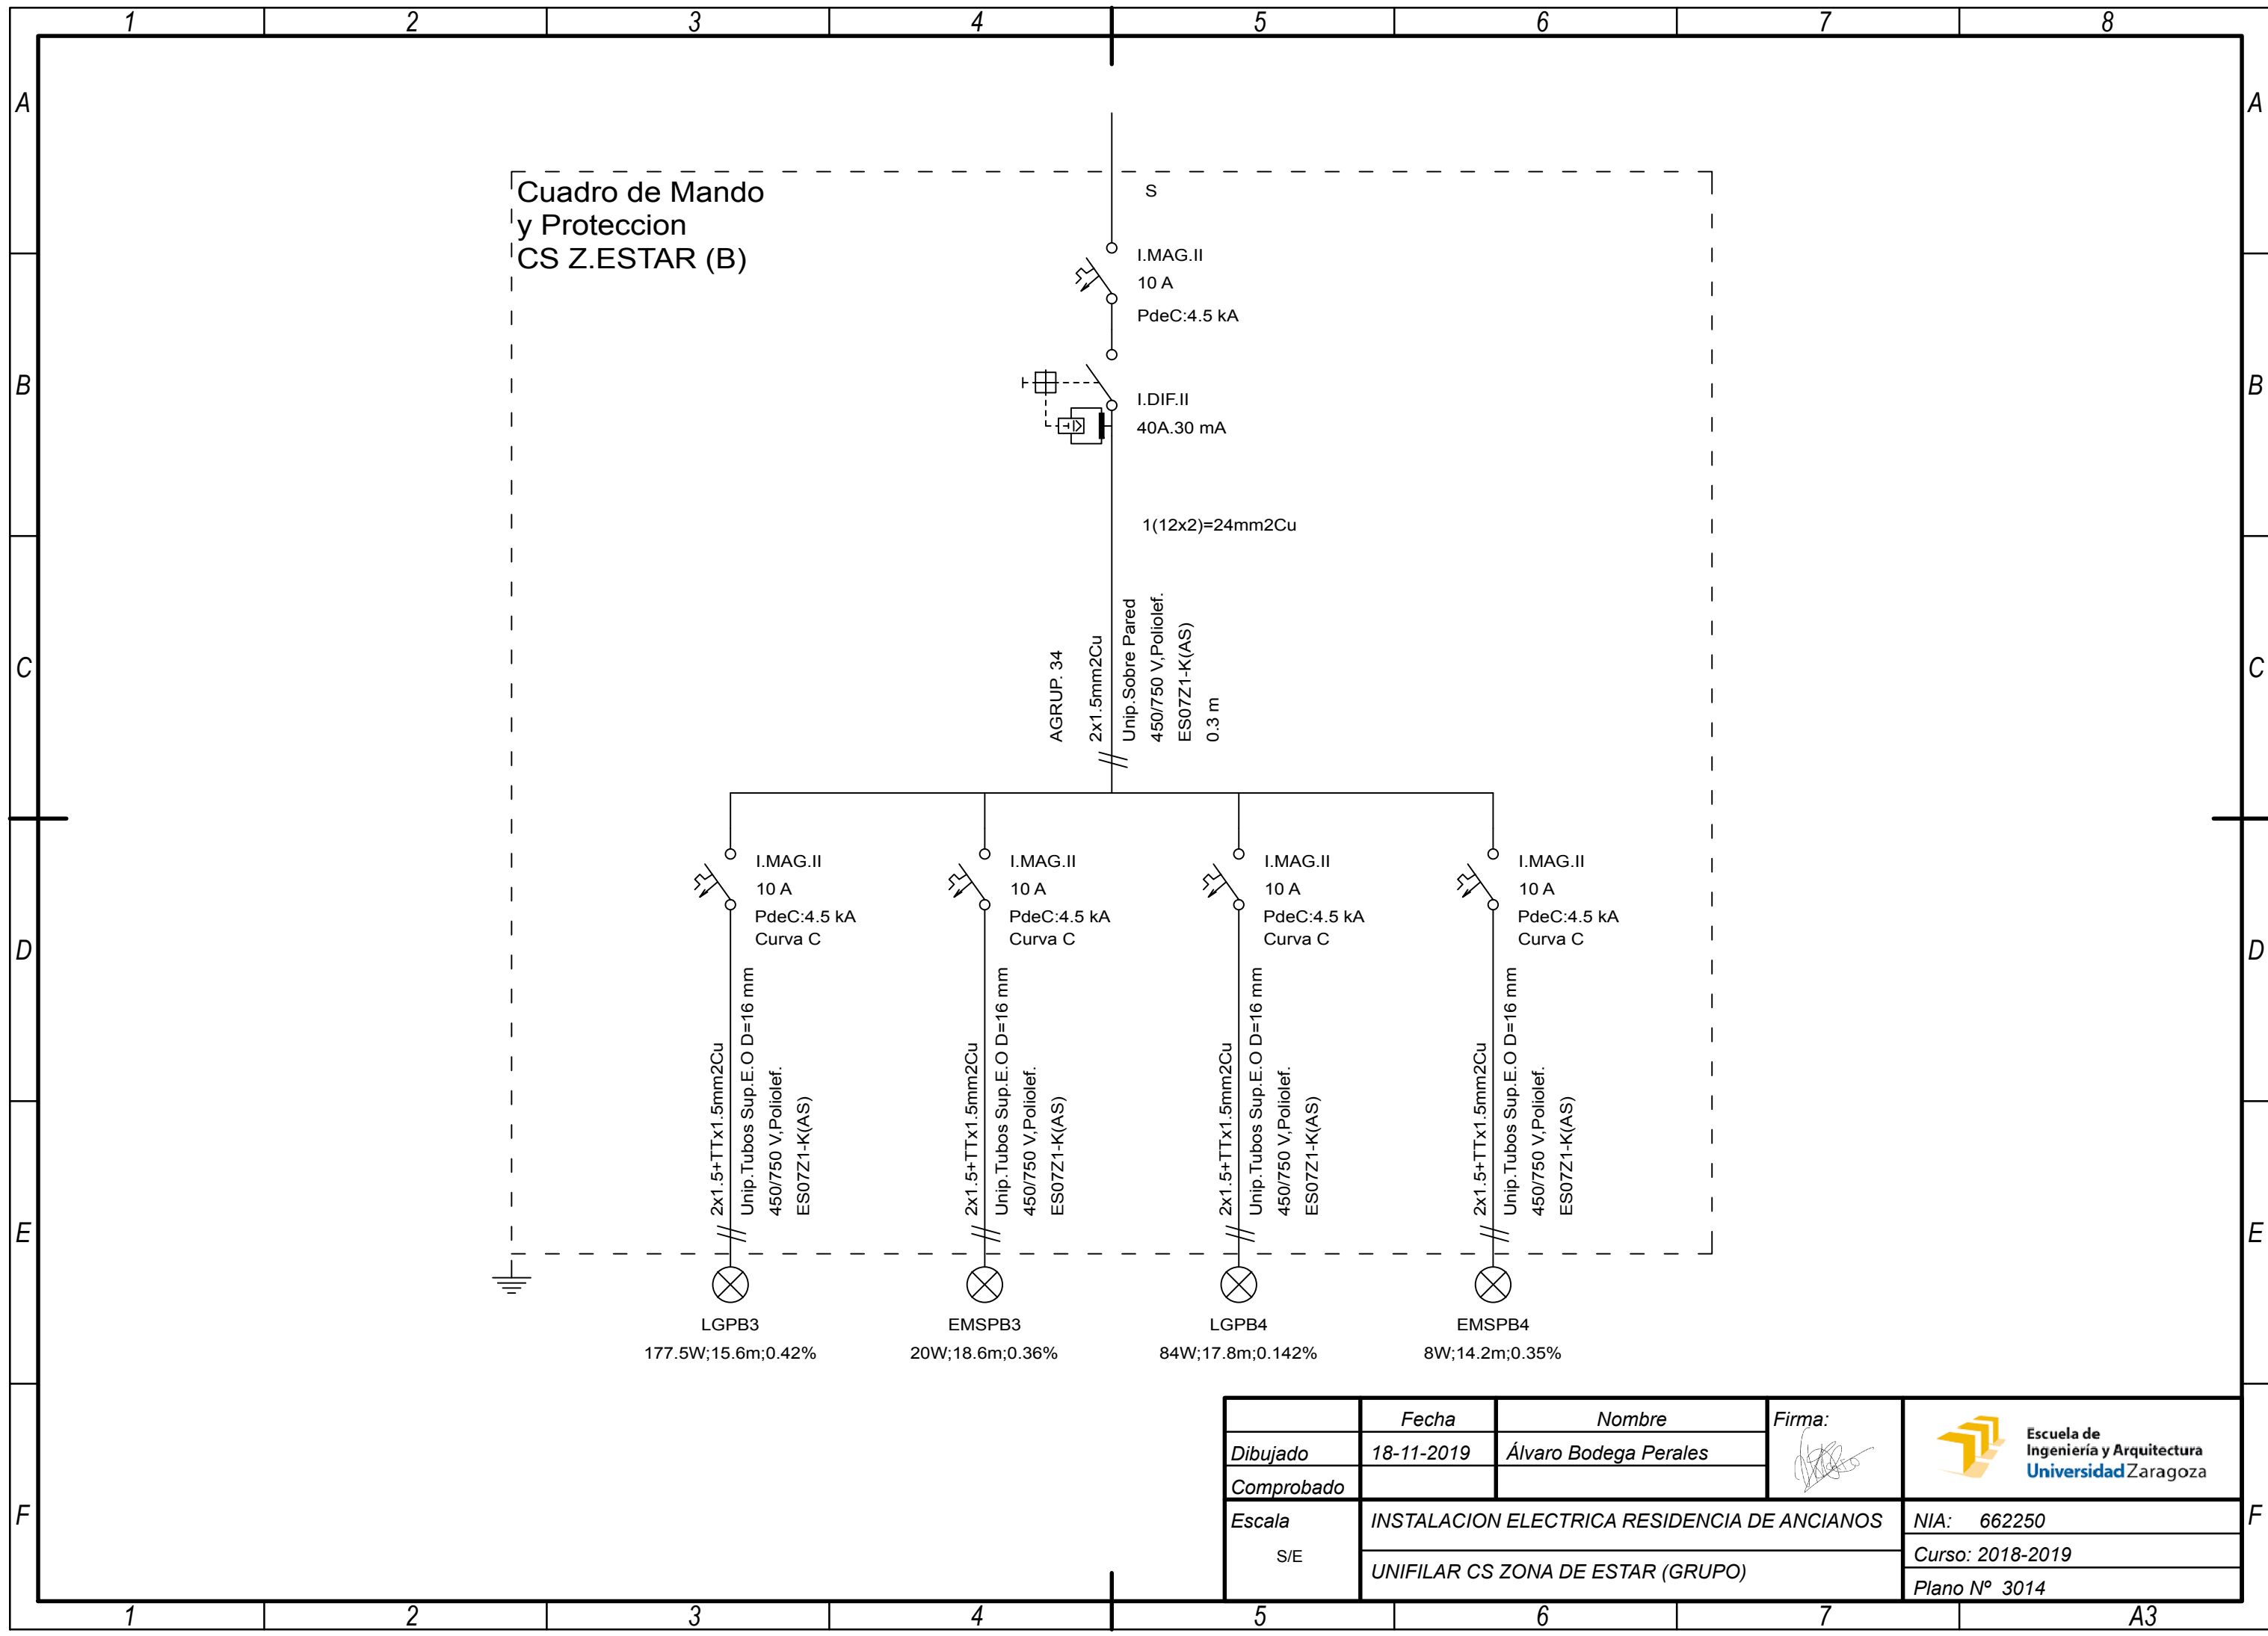 1 2 3 4 5 6 7 8
A A
B B
C C
D D
E E
F F
Cuadro de Mando
y Proteccion
CS Z.ESTAR (B)
S
I.MAG.II
10 A
PdeC:4.5 kA
I.DIF.II
40A.30 mA
1(12x2)=24mm2Cu
AGRUP. 34
2x1.5mm2Cu
Unip.Sobre Pared
450/750 V,Poliolef.
ES07Z1-K(AS)
0.3 m
I.MAG.II
10 A
PdeC:4.5 kA
Curva C
2x1.5+TTx1.5mm2Cu
Unip.Tubos Sup.E.O D=16 mm
450/750 V,Poliolef.
ES07Z1-K(AS)
LGPB3
177.5W;15.6m;0.42%
I.MAG.II
10 A
PdeC:4.5 kA
Curva C
2x1.5+TTx1.5mm2Cu
Unip.Tubos Sup.E.O D=16 mm
450/750 V,Poliolef.
ES07Z1-K(AS)
EMSPB3
20W;18.6m;0.36%
I.MAG.II
10 A
PdeC:4.5 kA
Curva C
2x1.5+TTx1.5mm2Cu
Unip.Tubos Sup.E.O D=16 mm
450/750 V,Poliolef.
ES07Z1-K(AS)
LGPB4
84W;17.8m;0.142%
I.MAG.II
10 A
PdeC:4.5 kA
Curva C
2x1.5+TTx1.5mm2Cu
Unip.Tubos Sup.E.O D=16 mm
450/750 V,Poliolef.
ES07Z1-K(AS)
EMSPB4
8W;14.2m;0.35%
Fecha Nombre Firma:
Dibujado 18-11-2019 Álvaro Bodega Perales
Comprobado
Escuela de
Ingeniería y Arquitectura
Universidad Zaragoza
Escala
S/E
INSTALACION ELECTRICA RESIDENCIA DE ANCIANOS
UNIFILAR CS ZONA DE ESTAR (GRUPO)
NIA: 662250
Curso: 2018-2019
Plano Nº 3014
1 2 3 4 5 6 7 A3